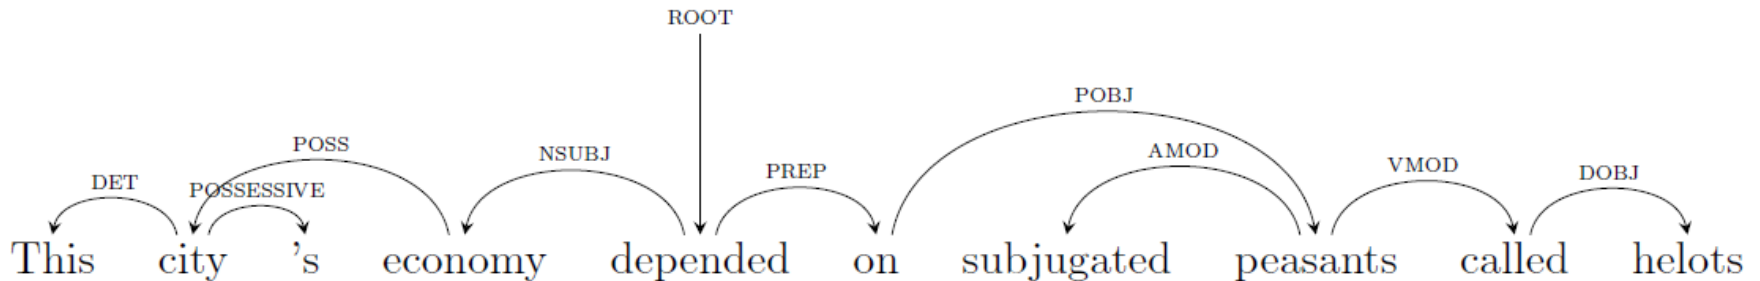 ROOT
POBJ
POSS NSUBJ AMOD VMOD
DET POSSESSIVE PREP DOBJ
This city 's economy depended on subjugated peasants called helots